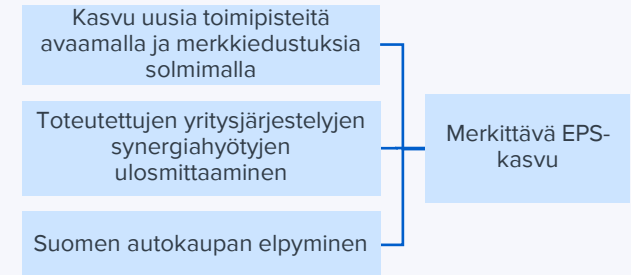 Kasvu uusia toimipisteitä
avaamalla ja merkkiedustuksia
solmimalla
Toteutettujen yritysjärjestelyjen
synergiahyötyjen
ulosmittaaminen
Suomen autokaupan elpyminen
Merkittävä EPS-
kasvu